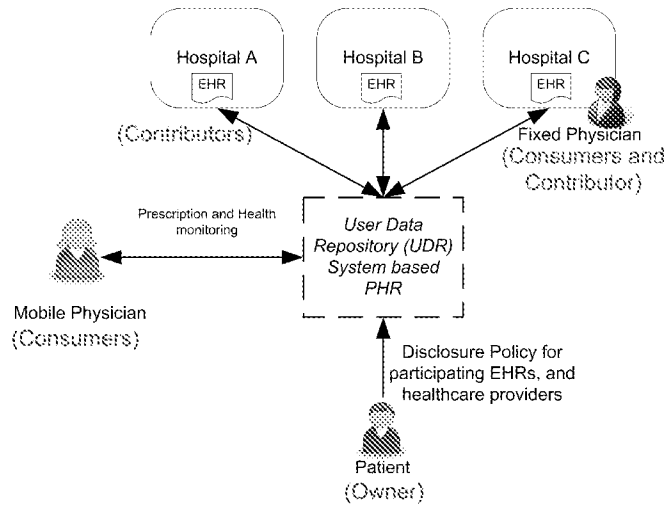 Hospital A
EHR
Hospital B
EHR
Hospital C
EHR
(Contributors)
Fixed Physician
(Consumers and
Contributor)
Prescription and Health
monitoring
User Data
Repository (UDR)
System based
PHR
Mobile Physician
(Consumers)
Disclosure Policy for
participating EHRs, and
healthcare providers
Patient
(Owner)